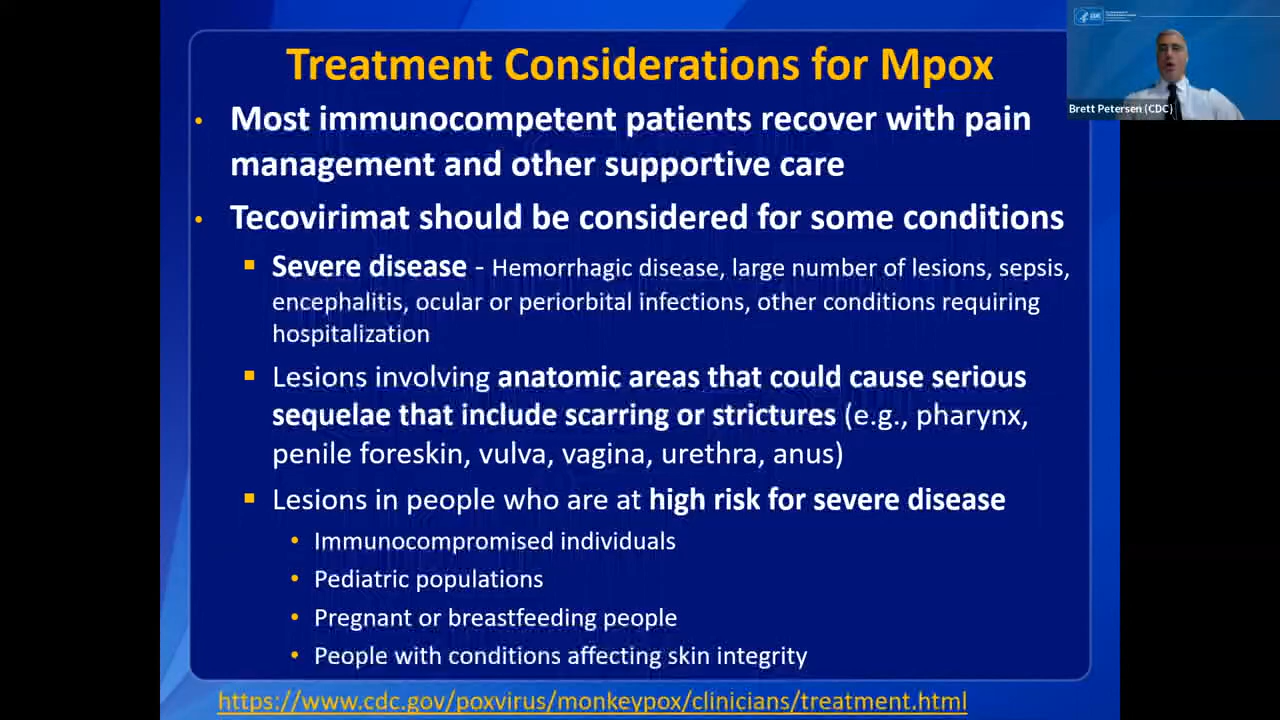 Treatment Considerations for Mpox
• Most immunocompetent patients recover with pain
management and other supportive care
• Tecovirimat should be considered for some conditions
▪ Severe disease - Hemorrhagic disease, large number of lesions, sepsis,
encephalitis, ocular or periorbital infections, other conditions requiring
hospitalization
▪ Lesions involving anatomic areas that could cause serious
sequelae that include scarring or strictures (e.g., pharynx,
penile foreskin, vulva, vagina, urethra, anus)
▪ Lesions in people who are at high risk for severe disease
• Immunocompromised individuals
• Pediatric populations
• Pregnant or breastfeeding people
• People with conditions affecting skin integrity
https://www.cdc.gov/poxvirus/monkeypox/clinicians/treatment.html
CDC
Brett Petersen (CDC)